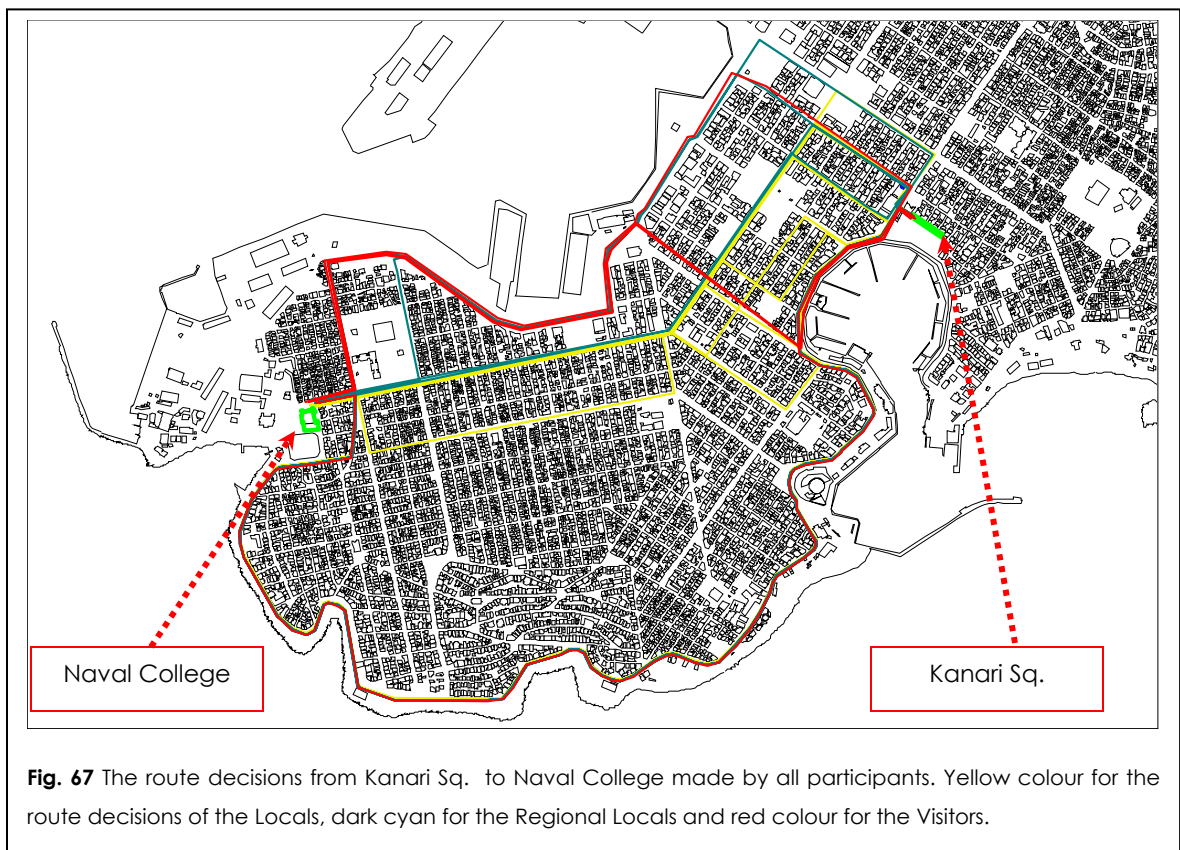 Naval College
Kanari Sq.
Fig. 67 The route decisions from Kanari Sq. to Naval College made by all participants. Yellow colour for the
route decisions of the Locals, dark cyan for the Regional Locals and red colour for the Visitors.